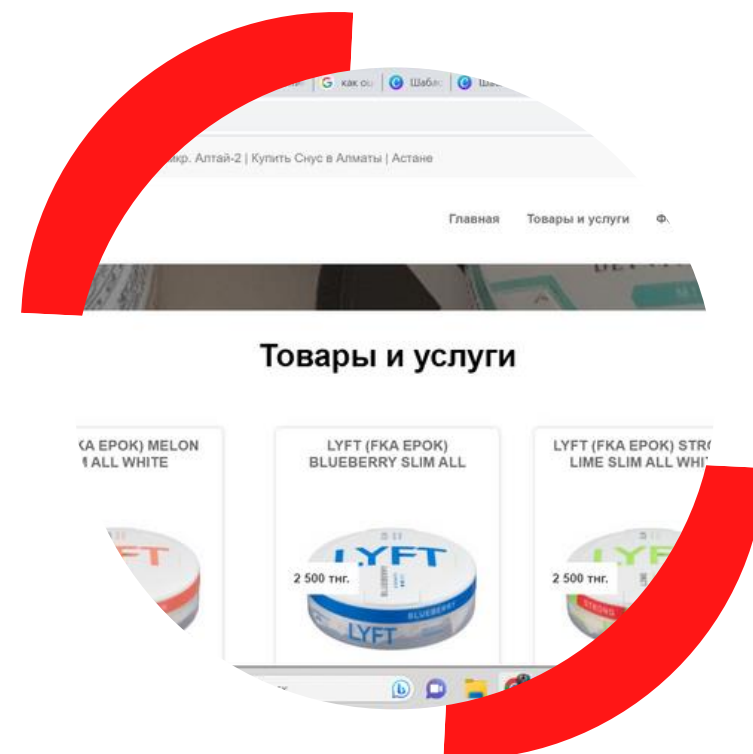 как
Шабл
мкр. Алтай-2 | Купить Снус в Алматы | Астане
Главная Товары и услуги
Товары и услуги
KA EPOK) MELON
ALL WHITE
LYFT (FKA EPOK)
BLUEBERRY SLIM ALL
LYFT (FKA EPOK) STRO
LIME SLIM ALL WHI
LYFT
2 500 тнг.
BLUEBERRY
LYFT
2 500 тнг.
STRONG